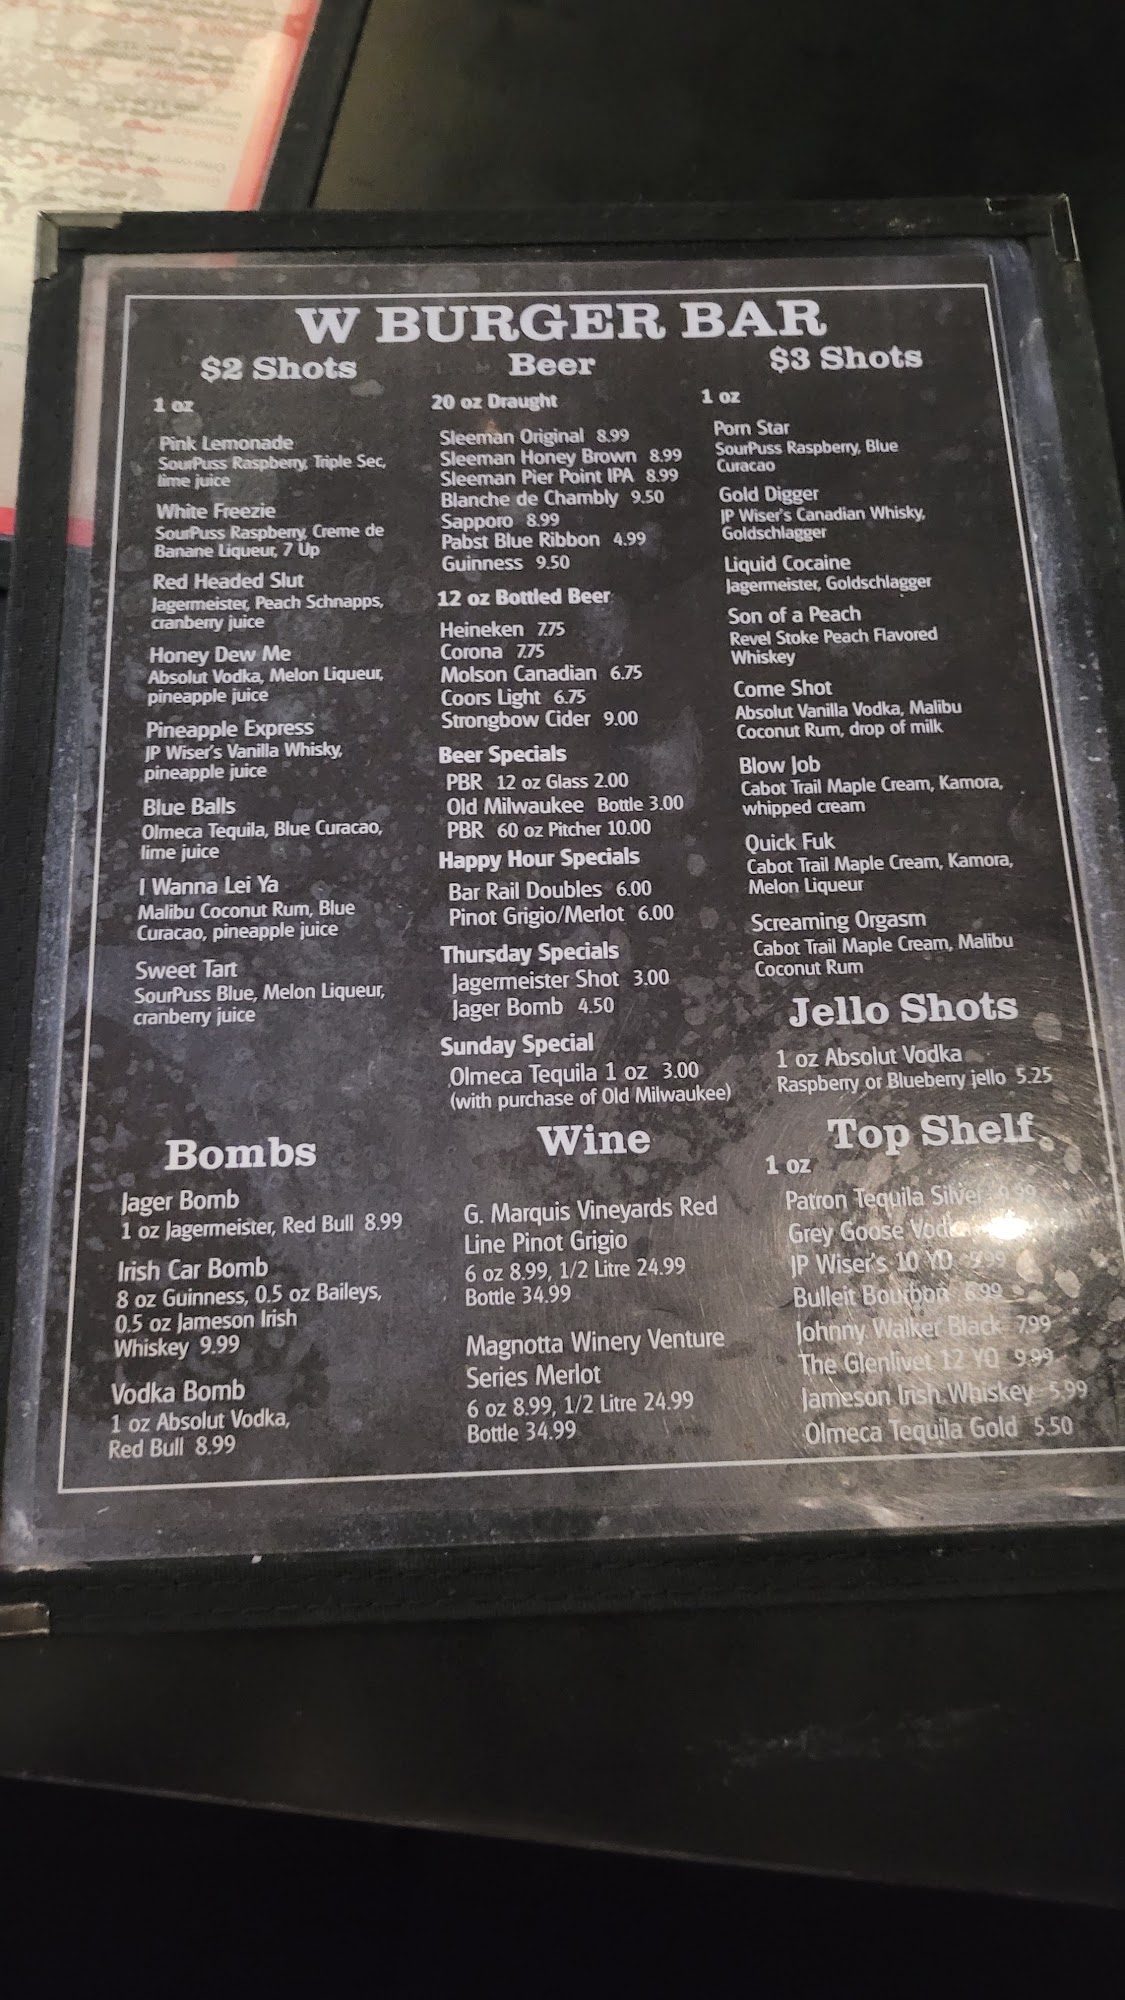 W BURGER BAR
$2 Shots
1 oz
Pink Lemonade
SourPuss Raspberry, Triple Sec,
lime juice
White Freezie
SourPuss Raspberry, Creme de
Banane Liqueur, 7 Up
Red Headed Slut
Jagermeister, Peach Schnapps,
cranberry juice
Honey Dew Me
Absolut Vodka, Melon Liqueur,
pineapple juice
Pineapple Express
JP Wiser's Vanilla Whisky,
pineapple juice
Blue Balls
Olmeca Tequila, Blue Curacao,
lime juice
I Wanna Lei Ya
Malibu Coconut Rum, Blue
Curacao, pineapple juice
Sweet Tart
SourPuss Blue, Melon Liqueur,
cranberry juice
Beer
20 oz Draught
Sleeman Original 8.99
Sleeman Honey Brown 8.99
Sleeman Pier Point IPA 8.99
Blanche de Chambly 9.50
Sapporo 8.99
Pabst Blue Ribbon 4.99
Guinness 9.50
12 oz Bottled Beer
Heineken 7.75
Corona 7.75
Molson Canadian 6.75
Coors Light 6.75
Strongbow Cider 9.00
Beer Specials
PBR 12 oz Glass 2.00
Old Milwaukee Bottle 3.00
PBR 60 oz Pitcher 10.00
Happy Hour Specials
Bar Rail Doubles 6.00
Pinot Grigio/Merlot 6.00
Thursday Specials
Jagermeister Shot 3.00
Jager Bomb 4.50
Sunday Special
Olmeca Tequila 1 oz 3.00
(with purchase of Old Milwaukee)
$3 Shots
1 oz
Porn Star
SourPuss Raspberry, Blue
Curacao
Gold Digger
JP Wiser's Canadian Whisky,
Goldschlagger
Liquid Cocaine
Jagermeister, Goldschlagger
Son of a Peach
Revel Stoke Peach Flavored
Whiskey
Come Shot
Absolut Vanilla Vodka, Malibu
Coconut Rum, drop of milk
Blow Job
Cabot Trail Maple Cream, Kamora,
whipped cream
Quick Fuk
Cabot Trail Maple Cream, Kamora,
Melon Liqueur
Screaming Orgasm
Cabot Trail Maple Cream, Malibu
Coconut Rum
Jello Shots
1 oz Absolut Vodka
Raspberry or Blueberry jello 5.25
Bombs
Jager Bomb
1 oz Jagermeister, Red Bull 8.99
Irish Car Bomb
8 oz Guinness, 0.5 oz Baileys,
0.5 oz Jameson Irish
Whiskey 9.99
Vodka Bomb
1 oz Absolut Vodka,
Red Bull 8.99
Wine
G. Marquis Vineyards Red
Line Pinot Grigio
6 oz 8.99, 1/2 Litre 24.99
Bottle 34.99
Magnotta Winery Venture
Series Merlot
6 oz 8.99, 1/2 Litre 24.99
Bottle 34.99
Top Shelf
1 oz
Patron Tequila Silver
Grey Goose
JP Wiser's 10 YO
Bulleit Bourbon 6.99
Johnny Walker Black 7.99
The Glenlivet 12 YO 9.99
Jameson Irish Whiskey 5.99
Olmeca Tequila Gold 5.50